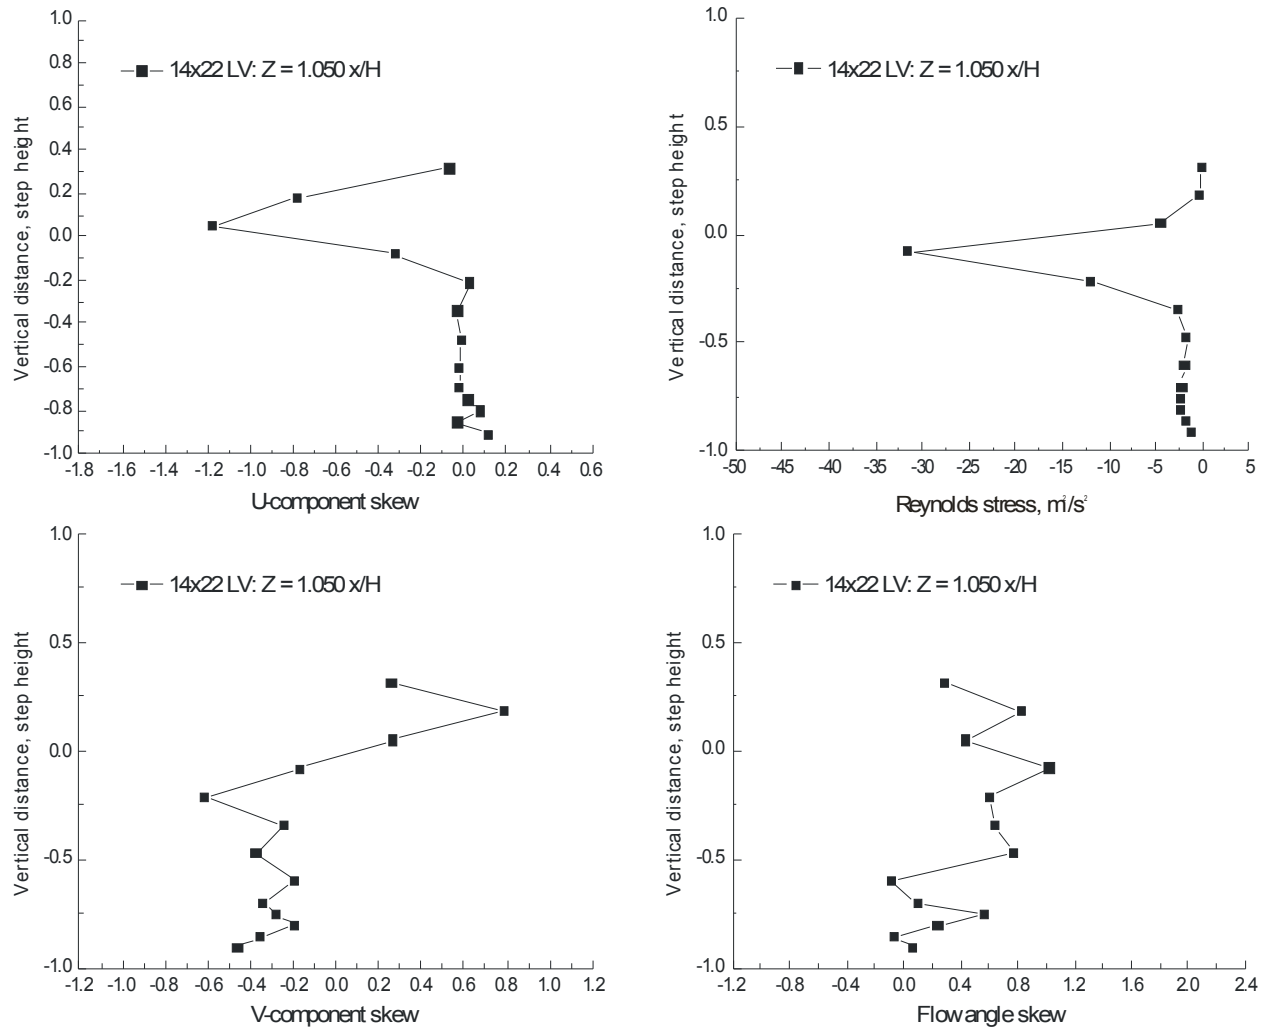 1.0
0.8
0.6
0.4
0.2
0.0
-0.2
-0.4
-0.6
-0.8
-1.0
Vertical distance, step height
14x22 LV: Z = 1.050 x/H
-1.8 -1.6 -1.4 -1.2 -1.0 -0.8 -0.6 -0.4 -0.2 0.0 0.2 0.4 0.6
U-component skew
1.0
0.5
0.0
-0.5
-1.0
Vertical distance, step height
14x22 LV: Z = 1.050 x/H
-50 -45 -40 -35 -30 -25 -20 -15 -10 -5 0 5
Reynolds stress, m²/s²
1.0
0.5
0.0
-0.5
-1.0
Vertical distance, step height
14x22 LV: Z = 1.050 x/H
-1.2 -1.0 -0.8 -0.6 -0.4 -0.2 0.0 0.2 0.4 0.6 0.8 1.0 1.2
V-component skew
1.0
0.5
0.0
-0.5
-1.0
Vertical distance, step height
14x22 LV: Z = 1.050 x/H
-1.2 -0.8 -0.4 0.0 0.4 0.8 1.2 1.6 2.0 2.4
Flow angle skew